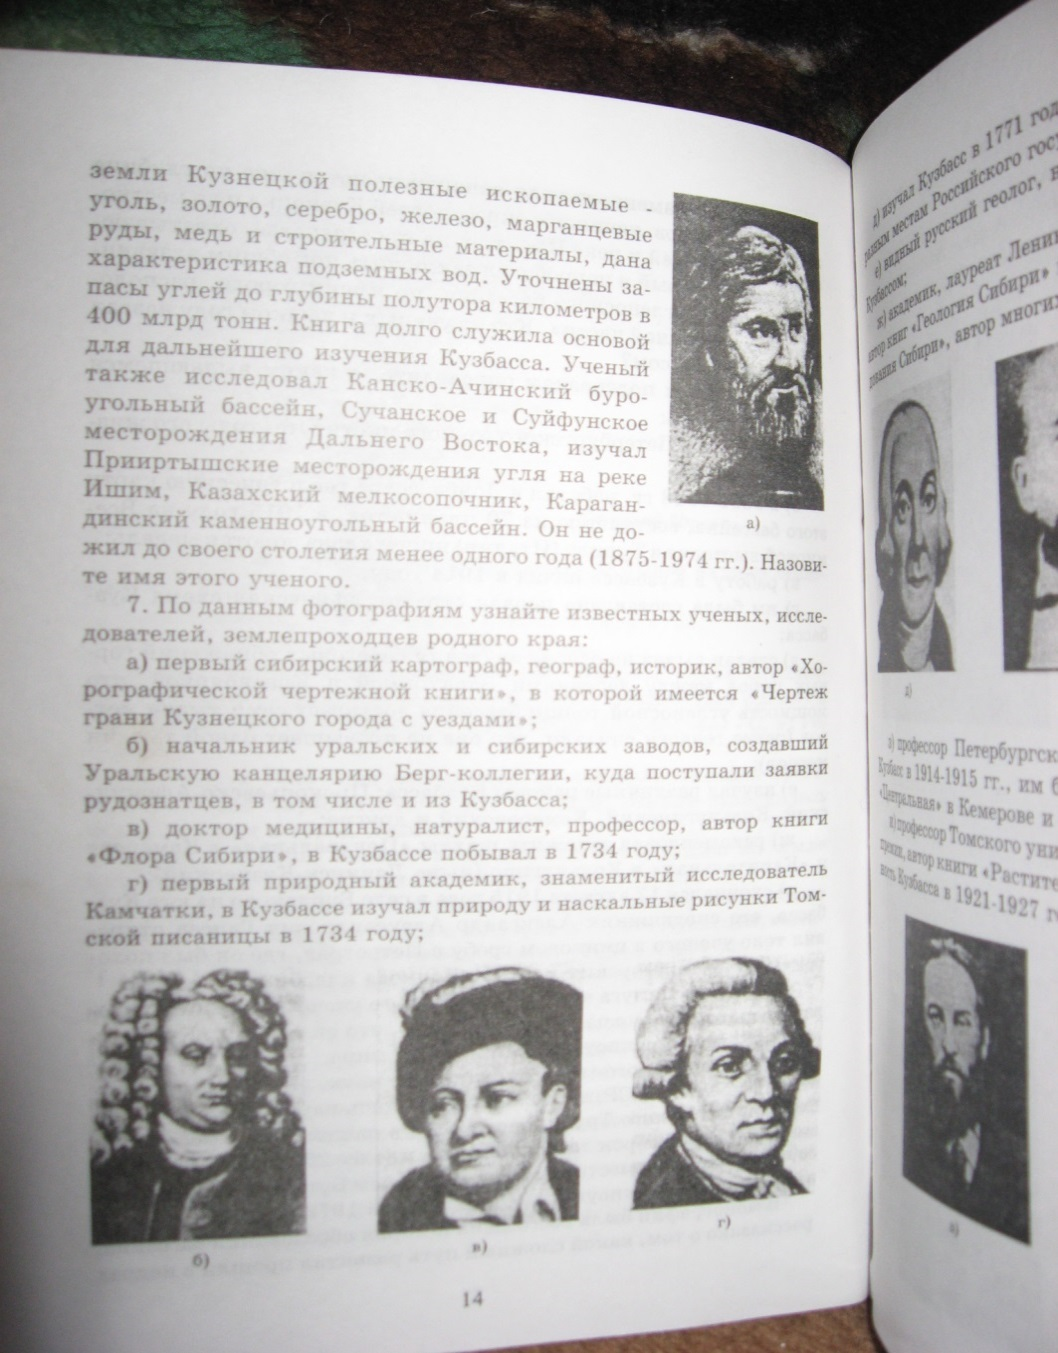 земли Кузнецкой полезные ископаемые -
уголь, золото, серебро, железо, марганцевые
руды, медь и строительные материалы, дана
характеристика подземных вод. Уточнены за-
пасы углей до глубины полутора километров в
400 млрд тонн. Книга долго служила основой
для дальнейшего изучения Кузбасса. Ученый
также исследовал Канско-Ачинский буро-
угольный бассейн, Сучанское и Суйфунское
месторождения Дальнего Востока, изучал
Прииртышские месторождения угля на реке
Ишим, Казахский мелкосопочник, Караган-
динский каменноугольный бассейн. Он не до-
жил до своего столетия менее одного года (1875-1974 гг.). Назови-
те имя этого ученого.
а)
7. По данным фотографиям узнайте известных ученых, иссле-
дователей, землепроходцев родного края:
а) первый сибирский картограф, географ, историк, автор «Хо-
рографической чертежной книги», в которой имеется «Чертеж
грани Кузнецкого города с уездами»;
б) начальник уральских и сибирских заводов, создавший
Уральскую канцелярию Берг-коллегии, куда поступали заявки
рудознатцев, в том числе и из Кузбасса;
в) доктор медицины, натуралист, профессор, автор книги
«Флора Сибири», в Кузбассе побывал в 1734 году;
г) первый природный академик, знаменитый исследователь
Камчатки, в Кузбассе изучал природу и наскальные рисунки Том-
ской писаницы в 1734 году;
б)
в)
г)
14
д) изучал Кузбасс в 1771 год
разным местам Российского госу
е) видный русский геолог,
Кузбассом;
ж) академик, лауреат Лени
автор книг «Геология Сибири»
дования Сибири», автор многих
д)
з) профессор Петербургск
Кузбасс в 1914-1915 гг., им б
«Центральная» в Кемерове и
и) профессор Томского уни
автор книги «Растите
Кузбасса в 1921-1927 г